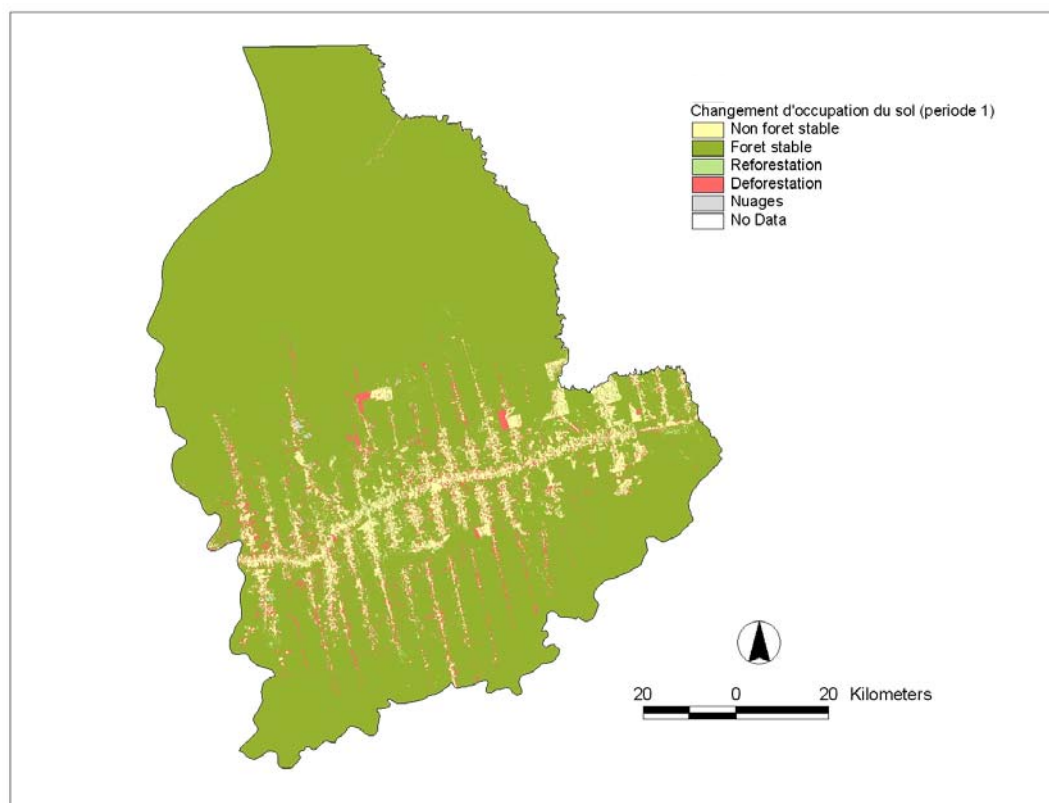 Changement d'occupation du sol (periode 1)
Non foret stable
Foret stable
Reforestation
Deforestation
Nuages
No Data
20 0 20 Kilometers